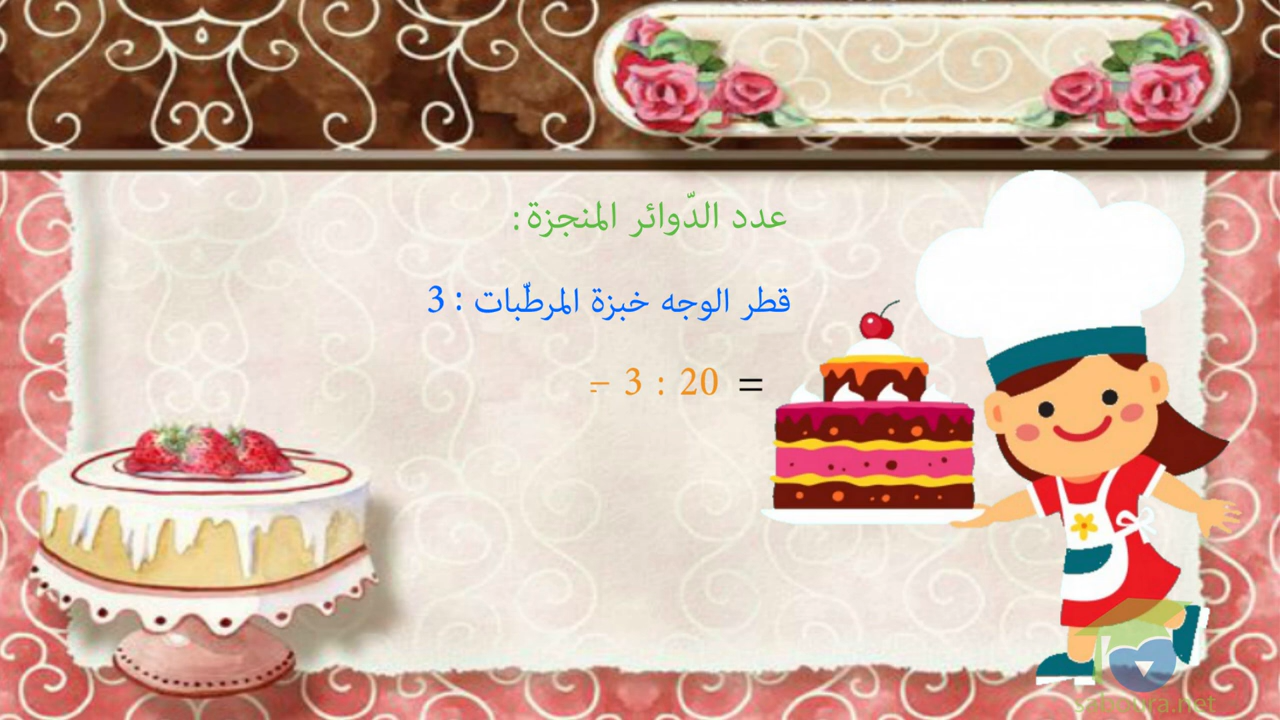 عدد الدّوائر المنجزة :
قطر الوجه خبزة المرطّبات : 3
= 20 : 3 =